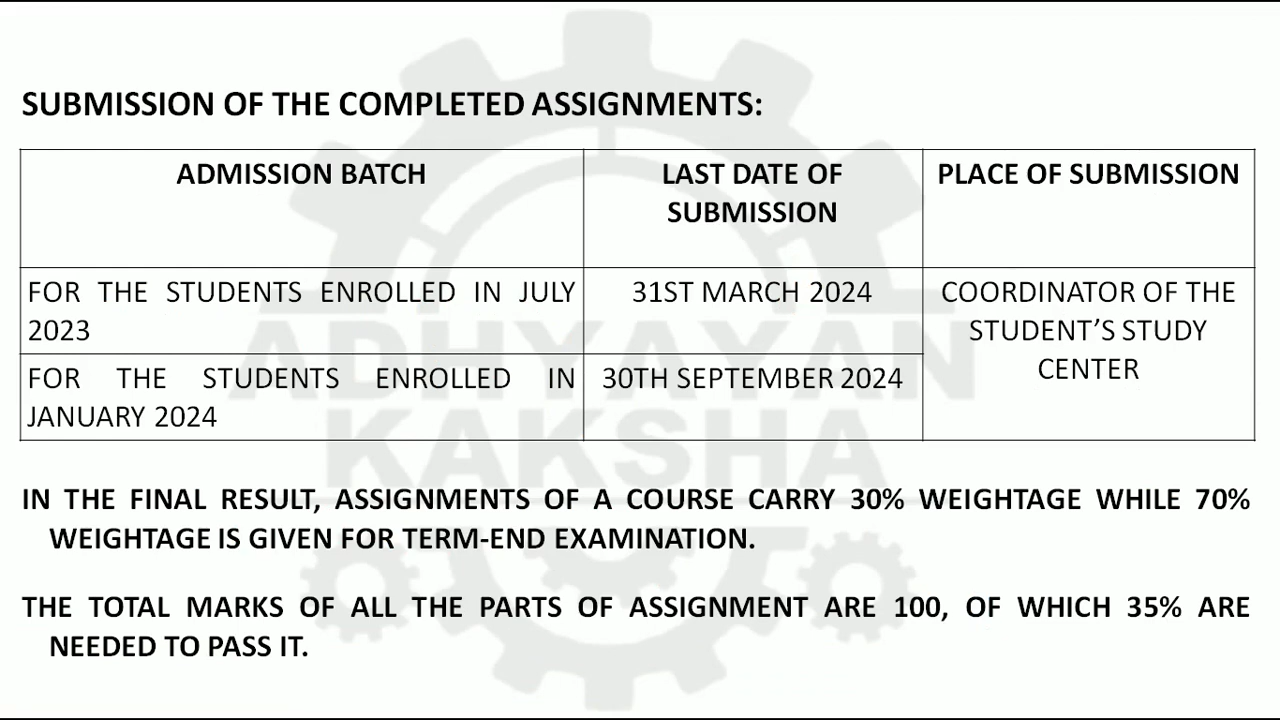 SUBMISSION OF THE COMPLETED ASSIGNMENTS:
ADMISSION BATCH
LAST DATE OF
SUBMISSION
PLACE OF SUBMISSION
FOR THE STUDENTS ENROLLED IN JULY
2023
31ST MARCH 2024
COORDINATOR OF THE
STUDENT’S STUDY
CENTER
FOR THE STUDENTS ENROLLED IN
JANUARY 2024
30TH SEPTEMBER 2024
ADHYAYAN
KAKSHA
IN THE FINAL RESULT, ASSIGNMENTS OF A COURSE CARRY 30% WEIGHTAGE WHILE 70%
WEIGHTAGE IS GIVEN FOR TERM-END EXAMINATION.
THE TOTAL MARKS OF ALL THE PARTS OF ASSIGNMENT ARE 100, OF WHICH 35% ARE
NEEDED TO PASS IT.